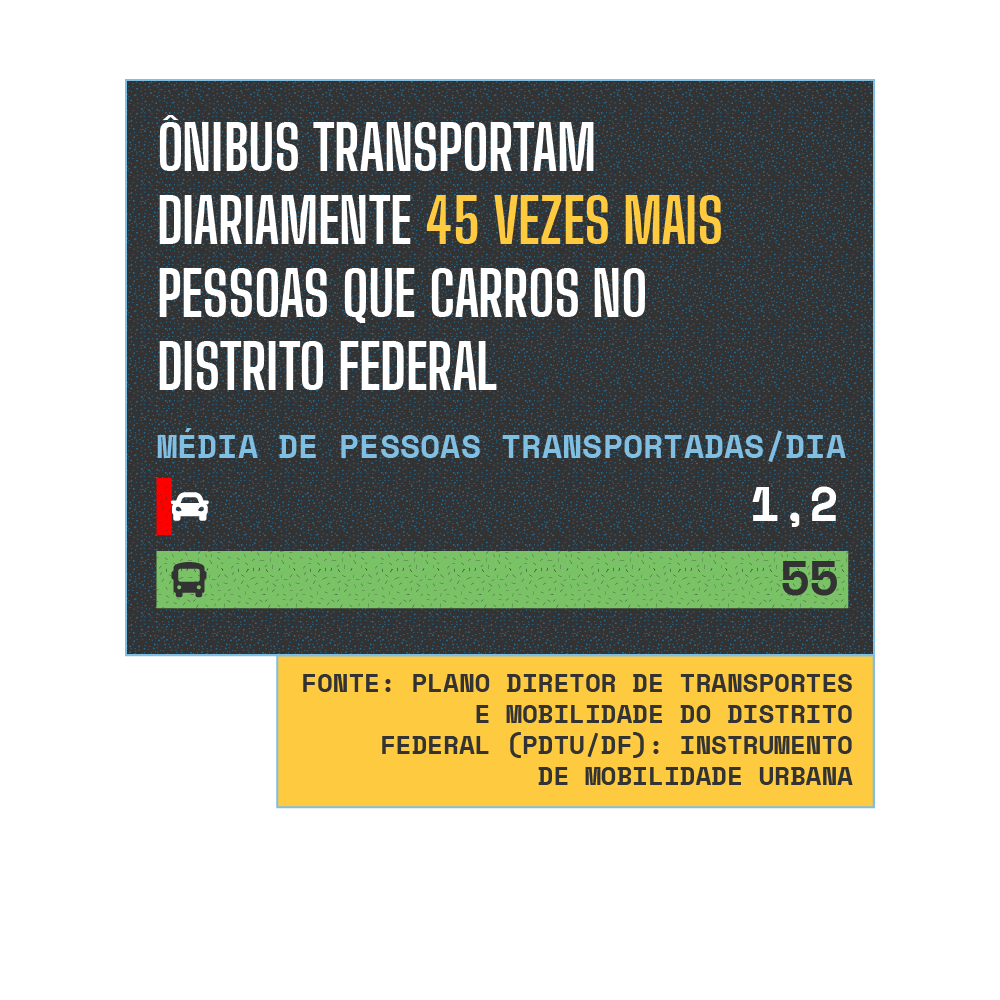 ÔNIBUS TRANSPORTAM
DIARIAMENTE 45 VEZES MAIS
PESSOAS QUE CARROS NO
DISTRITO FEDERAL
MÉDIA DE PESSOAS TRANSPORTADAS/DIA
1,2
55
FONTE: PLANO DIRETOR DE TRANSPORTES
E MOBILIDADE DO DISTRITO
FEDERAL (PDTU/DF): INSTRUMENTO
DE MOBILIDADE URBANA